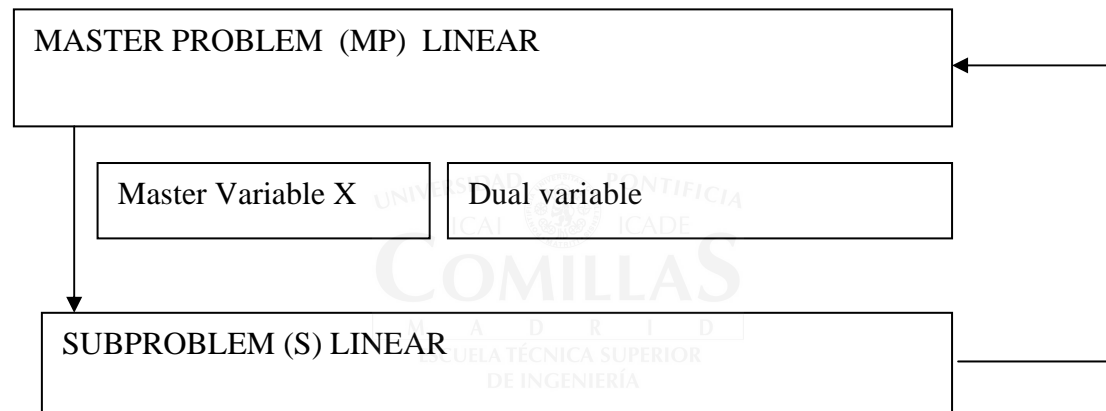 MASTER PROBLEM (MP) LINEAR
Master Variable X
Dual variable
UNIVERSIDAD PONTIFICIA
ICAI ICADE
COMILLAS
MADRID
SUBPROBLEM (S) LINEAR
ESCUELA TÉCNICA SUPERIOR
DE INGENIERÍA